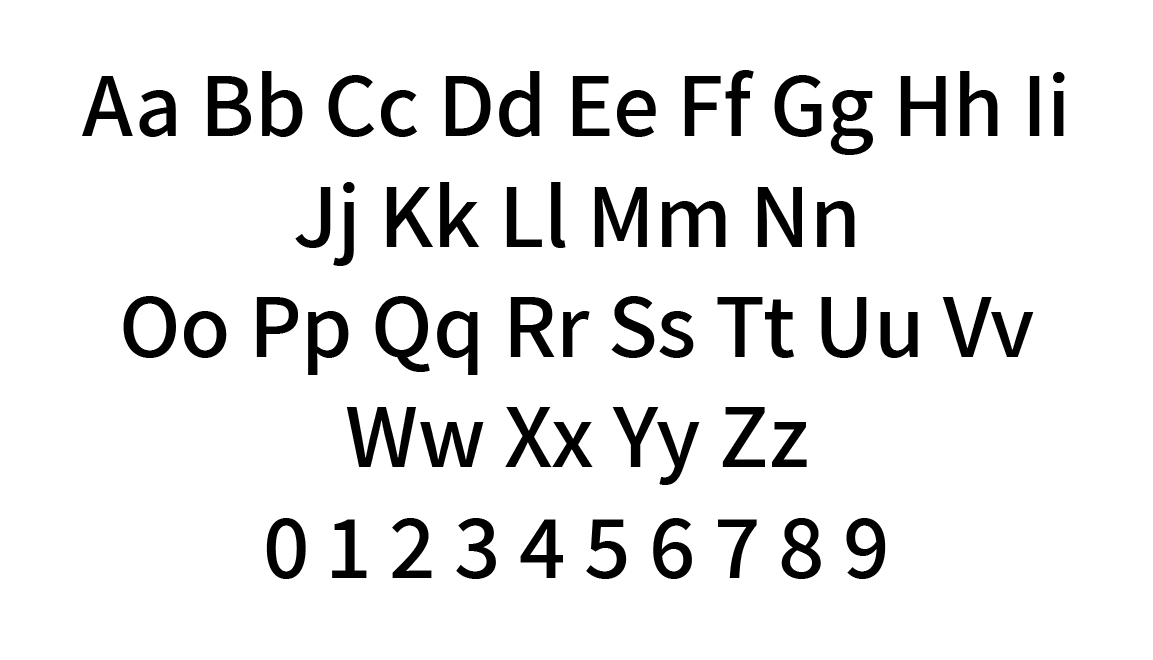 Aa Bb Cc Dd Ee Ff Gg Hh Ii
Jj Kk Ll Mm Nn
Oo Pp Qq Rr Ss Tt Uu Vv
Ww Xx Yy Zz
0 1 2 3 4 5 6 7 8 9